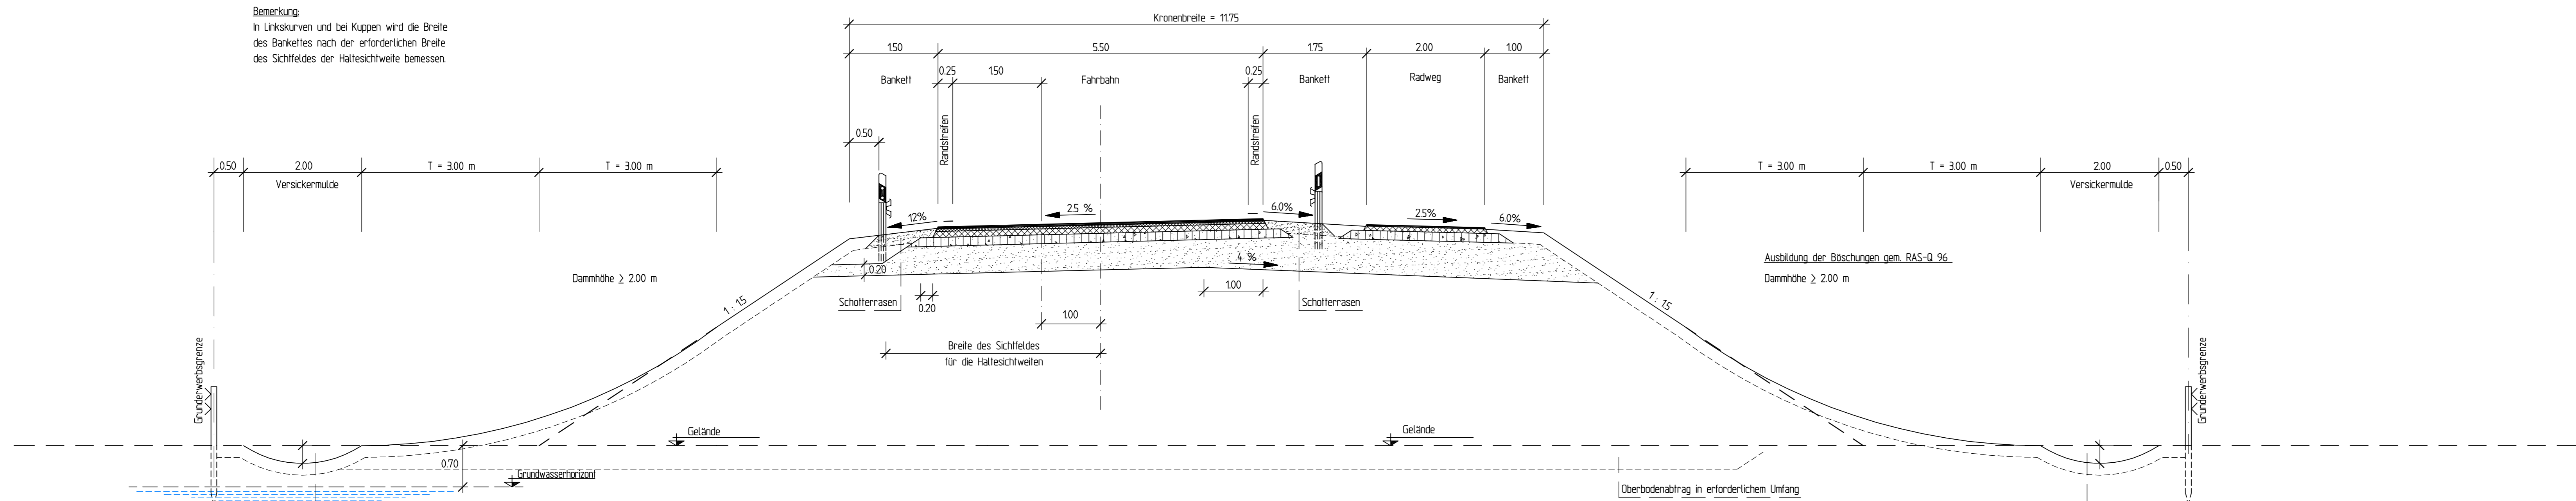 Bemerkung:
In Linkskurven und bei Kuppen wird die Breite
des Bankettes nach der erforderlichen Breite
des Sichtfeldes der Haltesichtweite bemessen.
Kronenbreite = 11.75
1.50
5.50
1.75
2.00
1.00
Bankett
0.25
1.50
Fahrbahn
0.25
Bankett
Radweg
Bankett
Randstreifen
Randstreifen
0.50
0.50
2.00
T = 3.00 m
T = 3.00 m
Versickermulde
T = 3.00 m
T = 3.00 m
2.00
0.50
Versickermulde
12%
2.5 %
6.0%
2.5%
6.0%
Dammhöhe ≥ 2.00 m
0.20
4 %
Ausbildung der Böschungen gem. RAS-Q 96
Dammhöhe ≥ 2.00 m
1 : 1.5
Schotterrasen
0.20
1.00
Schotterrasen
1 : 1.5
1.00
Breite des Sichtfeldes
für die Haltesichtweiten
Grunderwerbsgrenze
Grunderwerbsgrenze
Gelände
Gelände
0.70
Grundwasserhorizont
Oberbodenabtrag in erforderlichem Umfang